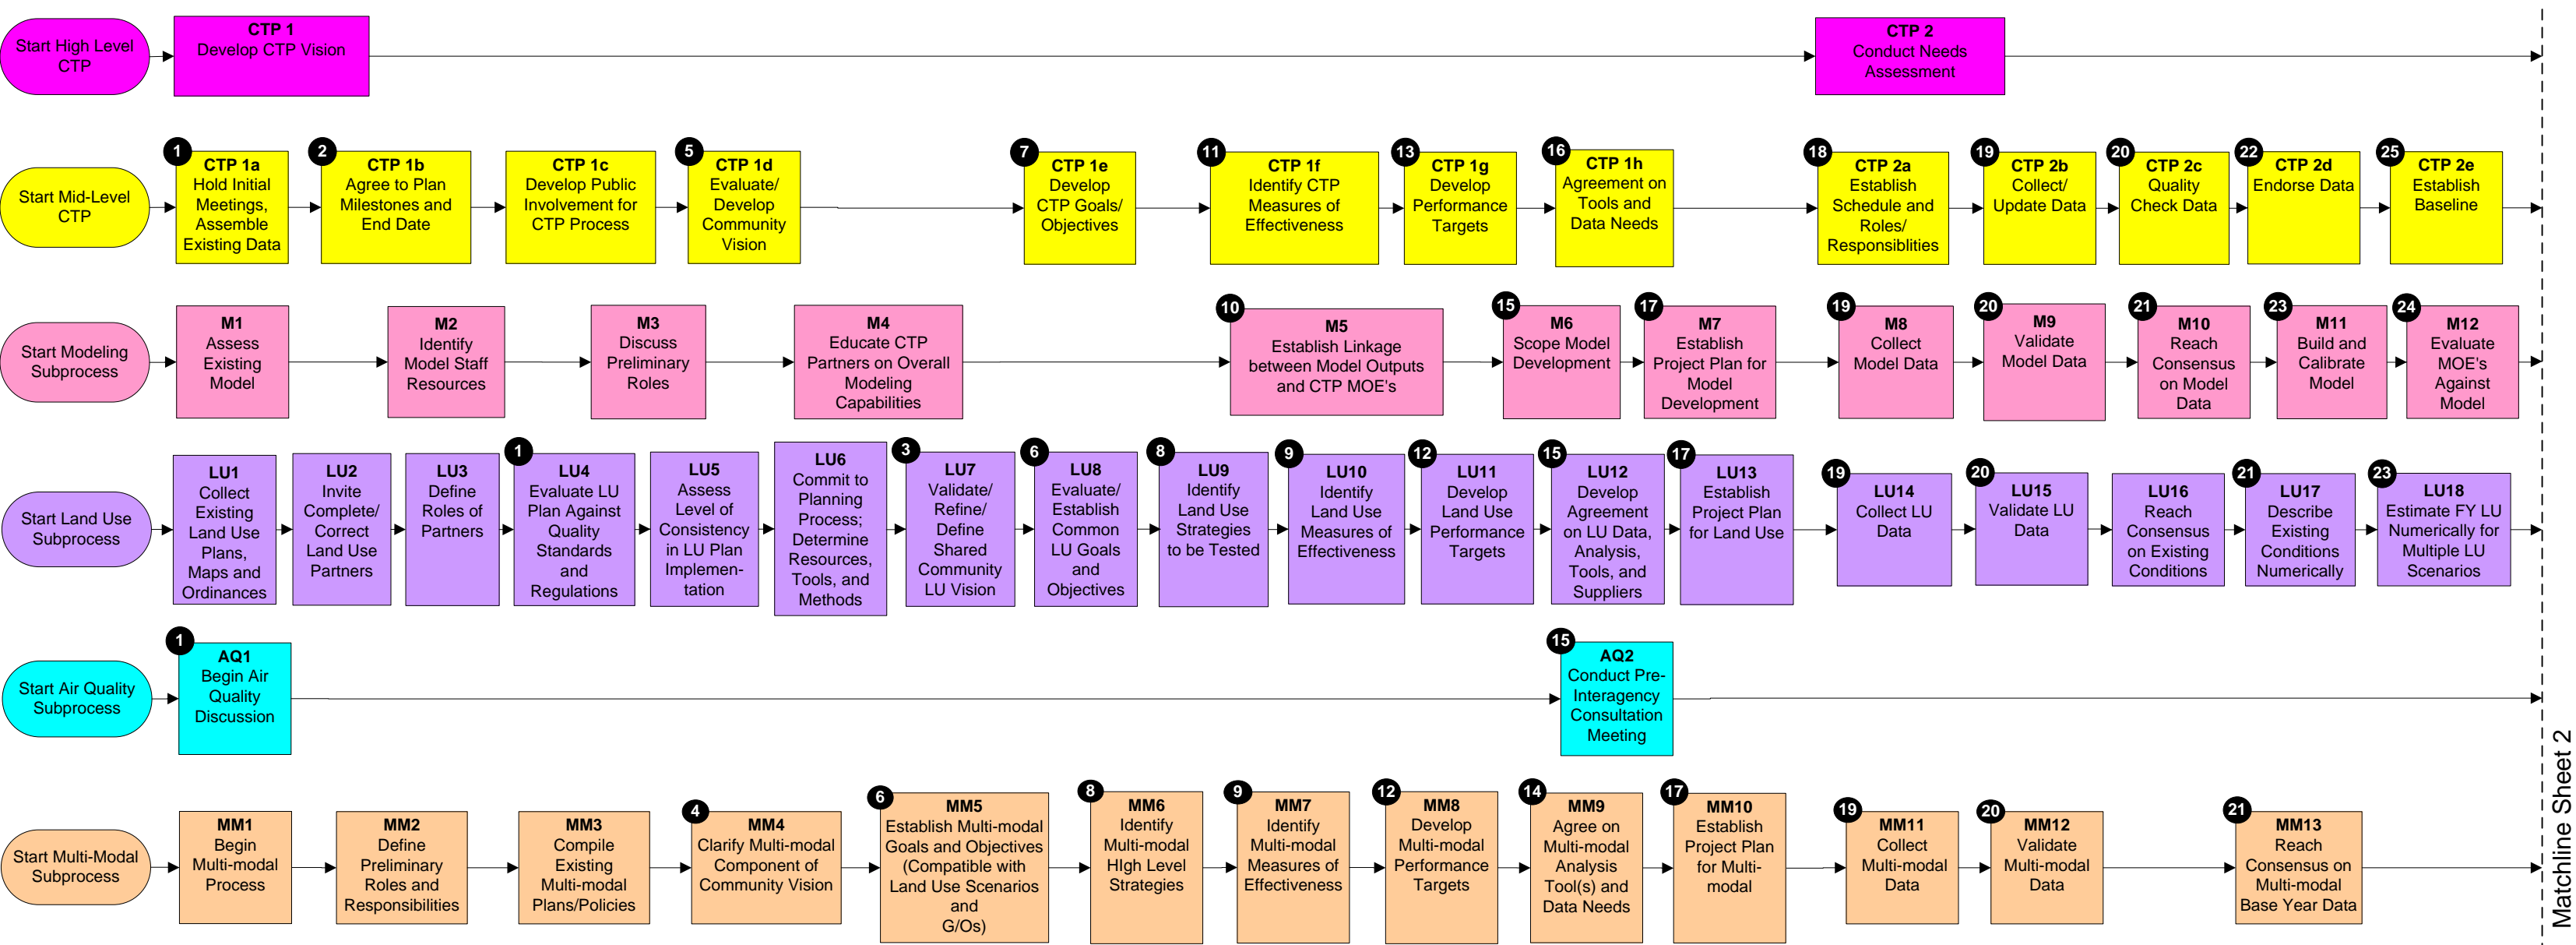 Start High Level
CTP
CTP 1
Develop CTP Vision
CTP 2
Conduct Needs
Assessment
Start Mid-Level
CTP
1
CTP 1a
Hold Initial
Meetings,
Assemble
Existing Data
2
CTP 1b
Agree to Plan
Milestones and
End Date
CTP 1c
Develop Public
Involvement for
CTP Process
5
CTP 1d
Evaluate/
Develop
Community
Vision
7
CTP 1e
Develop
CTP Goals/
Objectives
11
CTP 1f
Identify CTP
Measures of
Effectiveness
13
CTP 1g
Develop
Performance
Targets
16
CTP 1h
Agreement on
Tools and
Data Needs
18
CTP 2a
Establish
Schedule and
Roles/
Responsiblities
19
CTP 2b
Collect/
Update Data
20
CTP 2c
Quality
Check Data
22
CTP 2d
Endorse Data
25
CTP 2e
Establish
Baseline
Start Modeling
Subprocess
M1
Assess
Existing
Model
M2
Identify
Model Staff
Resources
M3
Discuss
Preliminary
Roles
M4
Educate CTP
Partners on Overall
Modeling
Capabilities
10
M5
Establish Linkage
between Model Outputs
and CTP MOE's
15
M6
Scope Model
Development
17
M7
Establish
Project Plan for
Model
Development
19
M8
Collect
Model Data
20
M9
Validate
Model Data
21
M10
Reach
Consensus
on Model
Data
23
M11
Build and
Calibrate
Model
24
M12
Evaluate
MOE's
Against
Model
Start Land Use
Subprocess
LU1
Collect
Existing
Land Use
Plans,
Maps and
Ordinances
LU2
Invite
Complete/
Correct
Land Use
Partners
LU3
Define
Roles of
Partners
1
LU4
Evaluate LU
Plan Against
Quality
Standards
and
Regulations
LU5
Assess
Level of
Consistency
in LU Plan
Implemen-
tation
LU6
Commit to
Planning
Process;
Determine
Resources,
Tools, and
Methods
3
LU7
Validate/
Refine/
Define
Shared
Community
LU Vision
6
LU8
Evaluate/
Establish
Common
LU Goals
and
Objectives
8
LU9
Identify
Land Use
Strategies
to be Tested
9
LU10
Identify
Land Use
Measures of
Effectiveness
12
LU11
Develop
Land Use
Performance
Targets
15
LU12
Develop
Agreement
on LU Data,
Analysis,
Tools, and
Suppliers
17
LU13
Establish
Project Plan
for Land Use
19
LU14
Collect LU
Data
20
LU15
Validate LU
Data
LU16
Reach
Consensus
on Existing
Conditions
21
LU17
Describe
Existing
Conditions
Numerically
23
LU18
Estimate FY LU
Numerically for
Multiple LU
Scenarios
Start Air Quality
Subprocess
1
AQ1
Begin Air
Quality
Discussion
15
AQ2
Conduct Pre-
Interagency
Consultation
Meeting
Start Multi-Modal
Subprocess
MM1
Begin
Multi-modal
Process
MM2
Define
Preliminary
Roles and
Responsibilities
MM3
Compile
Existing
Multi-modal
Plans/Policies
4
MM4
Clarify Multi-modal
Component of
Community Vision
6
MM5
Establish Multi-modal
Goals and Objectives
(Compatible with
Land Use Scenarios
and
G/Os)
8
MM6
Identify
Multi-modal
HIgh Level
Strategies
9
MM7
Identify
Multi-modal
Measures of
Effectiveness
12
MM8
Develop
Multi-modal
Performance
Targets
14
MM9
Agree on
Multi-modal
Analysis
Tool(s) and
Data Needs
17
MM10
Establish
Project Plan
for Multi-
modal
19
MM11
Collect
Multi-modal
Data
20
MM12
Validate
Multi-modal
Data
21
MM13
Reach
Consensus on
Multi-modal
Base Year Data
Matchline Sheet 2